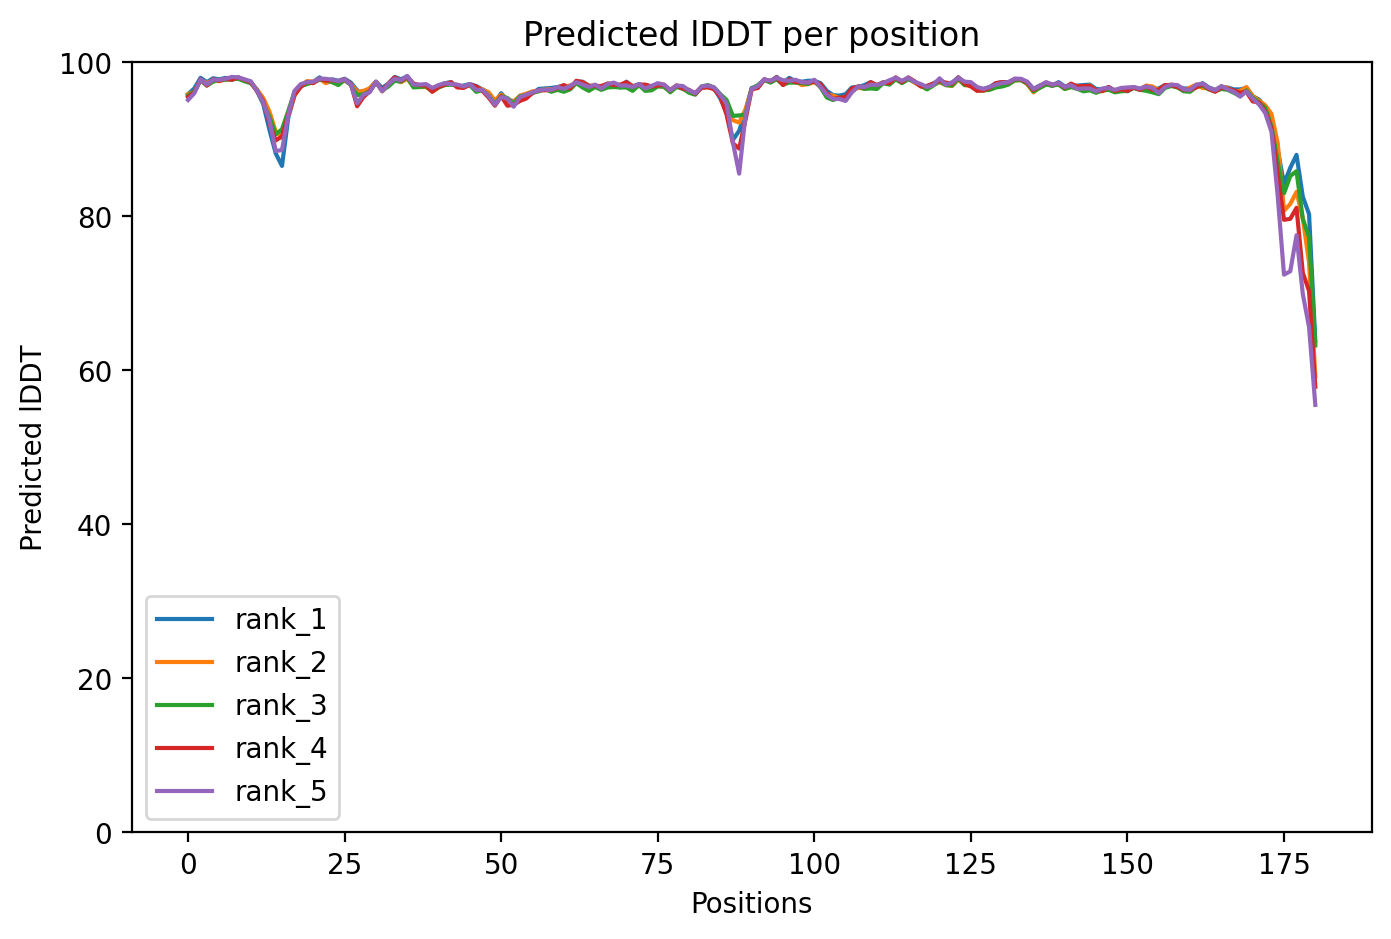 Predicted lDDT per position
100
80
60
40
20
0
Predicted lDDT
rank_1
rank_2
rank_3
rank_4
rank_5
0 25 50 75 100 125 150 175
Positions